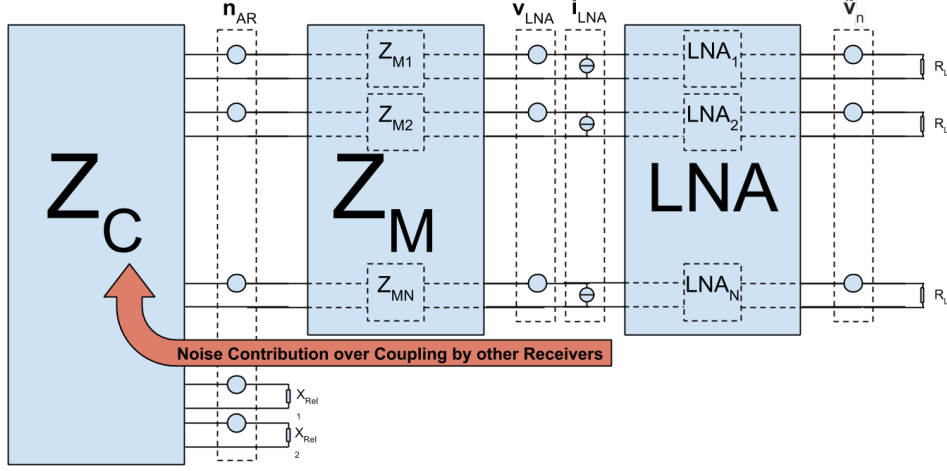 n_AR v_LNA i_LNA ṽ_n
Z_C
Z_M
LNA
Z_M1
LNA_1
R_L
Z_M2
LNA_2
R_L
Z_MN
LNA_N
R_L
Noise Contribution over Coupling by other Receivers
X_Rel 1
X_Rel 2